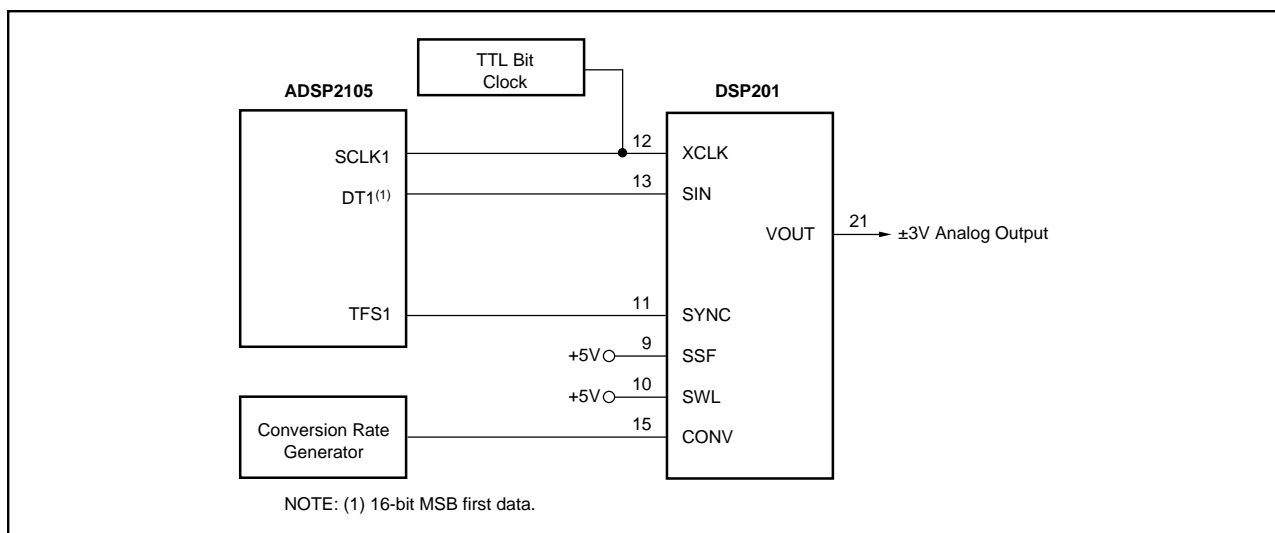 TTL Bit
Clock
ADSP2105
DSP201
SCLK1
12
XCLK
DT1(1)
13
SIN
VOUT
21
±3V Analog Output
TFS1
11
SYNC
+5V
9
SSF
+5V
10
SWL
Conversion Rate
Generator
15
CONV
NOTE: (1) 16-bit MSB first data.